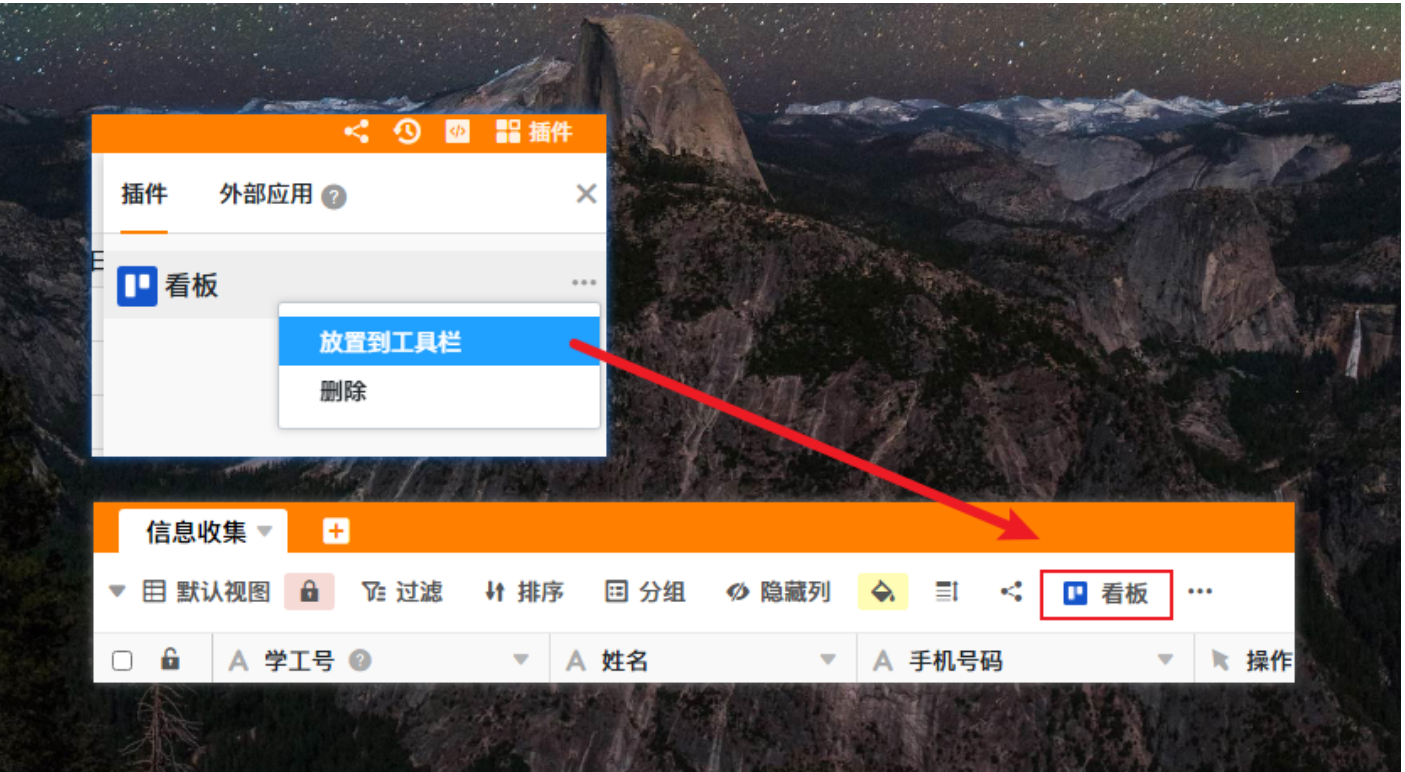 插件
插件 外部应用
看板
放置到工具栏
删除
信息收集
默认视图 过滤 排序 分组 隐藏列 看板
A 学工号 A 姓名 A 手机号码 操作